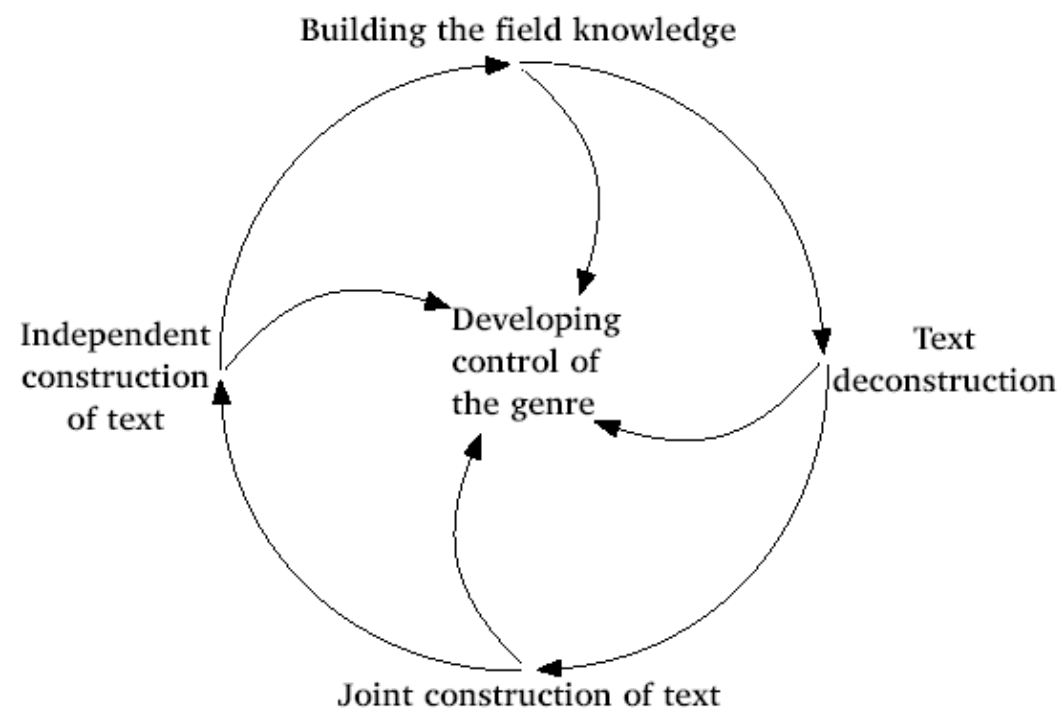 Building the field knowledge
Independent
construction
of text
Developing
control of
the genre
Text
deconstruction
Joint construction of text